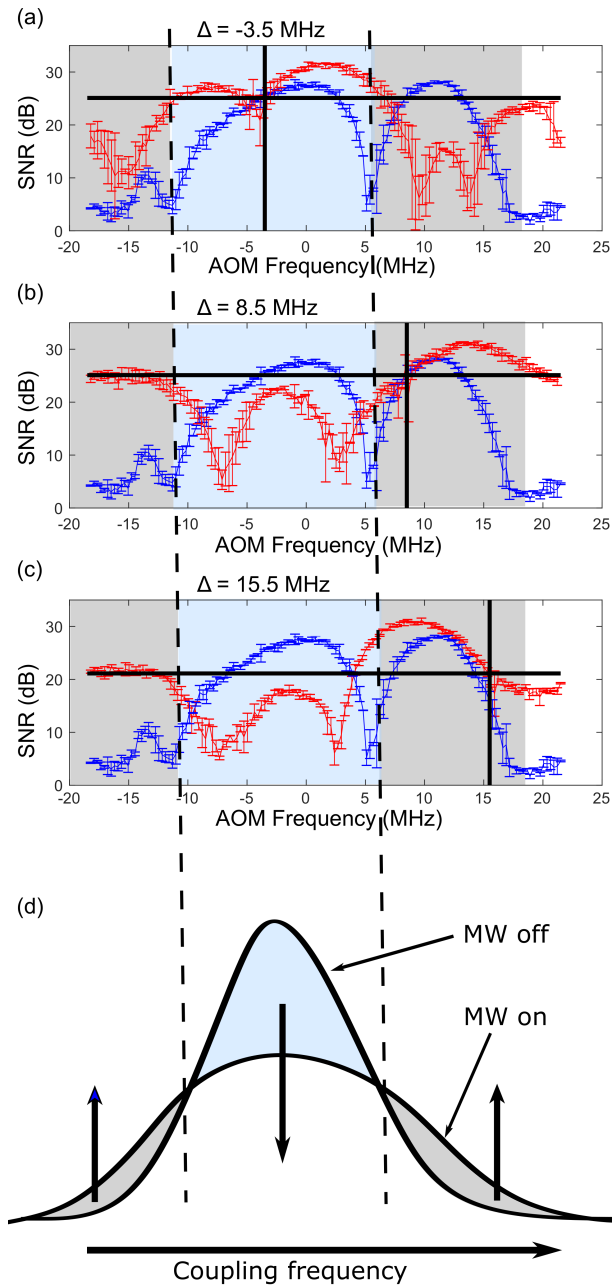 (a)
Δ = -3.5 MHz
SNR (dB)
30
20
10
0
-20 -15 -10 -5 0 5 10 15 20 25
AOM Frequency (MHz)
(b)
Δ = 8.5 MHz
SNR (dB)
30
20
10
0
-20 -15 -10 -5 0 5 10 15 20 25
AOM Frequency (MHz)
(c)
Δ = 15.5 MHz
SNR (dB)
30
20
10
0
-20 -15 -10 -5 0 5 10 15 20 25
AOM Frequency (MHz)
(d)
MW off
MW on
Coupling frequency